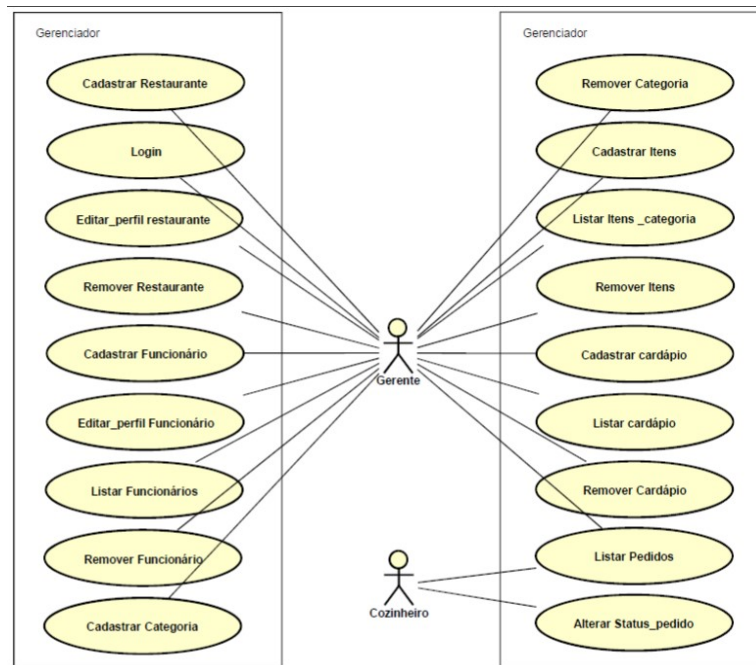 Gerenciador
Cadastrar Restaurante
Login
Editar_perfil restaurante
Remover Restaurante
Cadastrar Funcionário
Editar_perfil Funcionário
Listar Funcionários
Remover Funcionário
Cadastrar Categoria
Gerente
Cozinheiro
Gerenciador
Remover Categoria
Cadastrar Itens
Listar Itens _categoria
Remover Itens
Cadastrar cardápio
Listar cardápio
Remover Cardápio
Listar Pedidos
Alterar Status_pedido